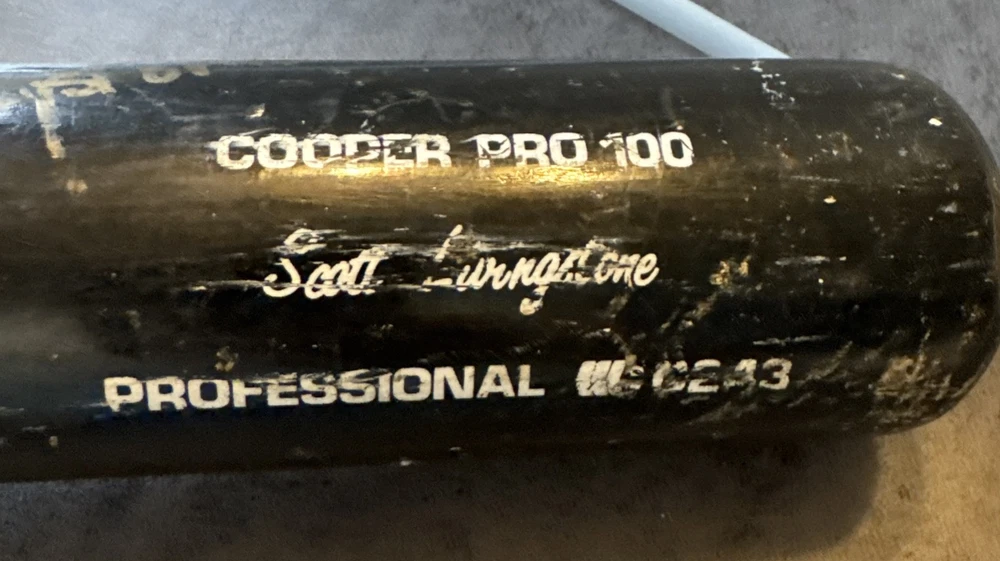 COOPER PRO 100
Scott Livingstone
PROFESSIONAL C243